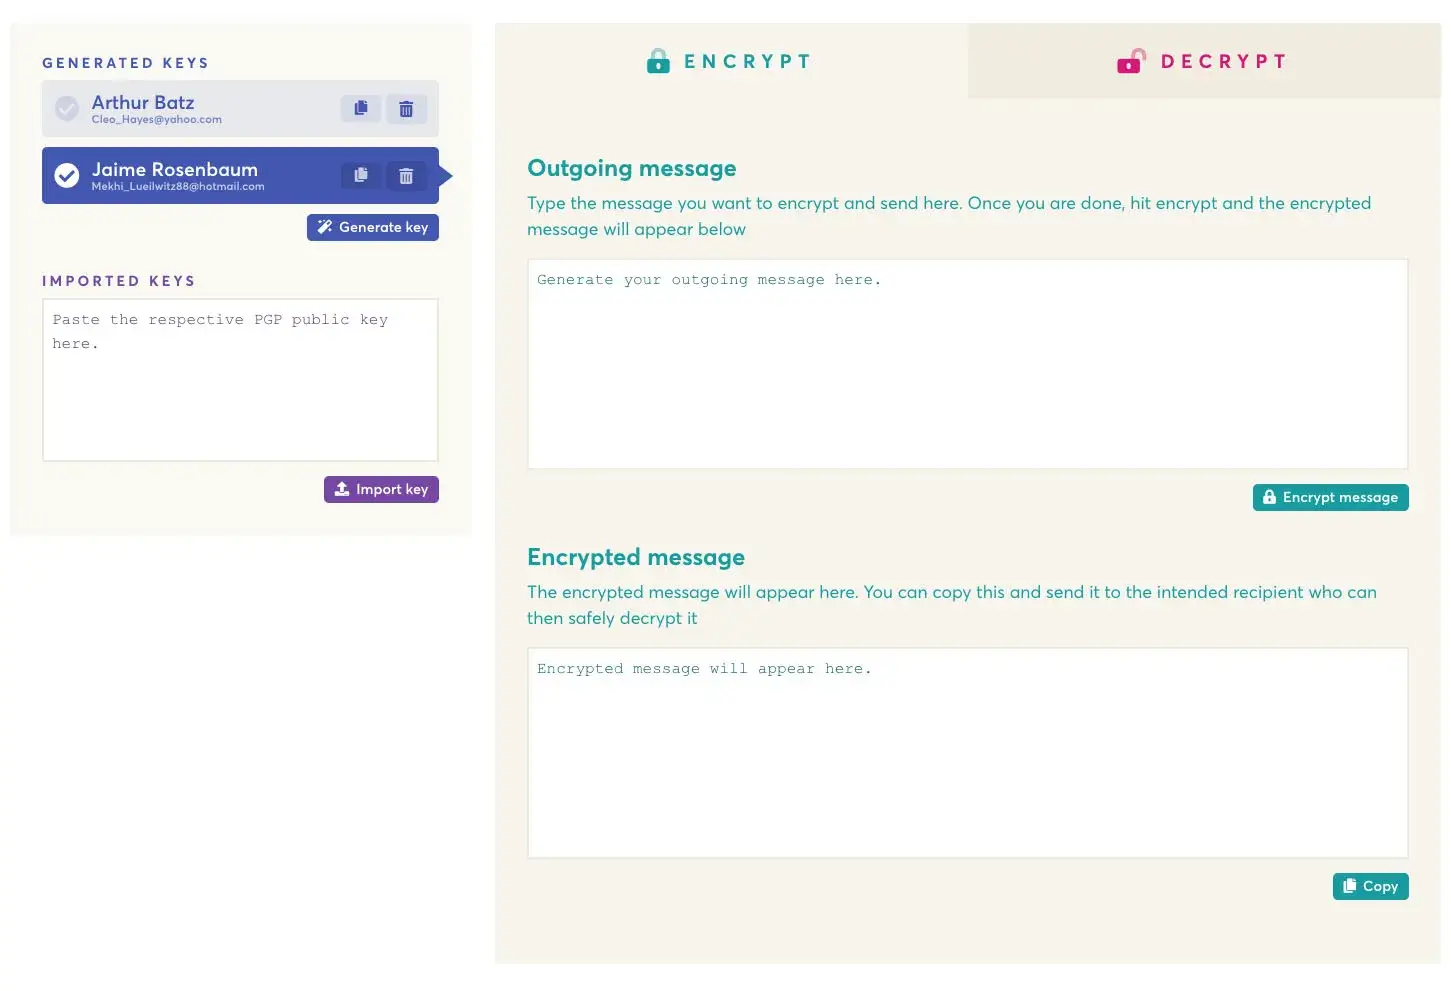 GENERATED KEYS
Arthur Batz
Cleo_Hayes@yahoo.com
Jaime Rosenbaum
Mekhi_Lueilwitz88@hotmail.com
Generate key
IMPORTED KEYS
Paste the respective PGP public key
here.
Import key
ENCRYPT
DECRYPT
Outgoing message
Type the message you want to encrypt and send here. Once you are done, hit encrypt and the encrypted
message will appear below
Generate your outgoing message here.
Encrypt message
Encrypted message
The encrypted message will appear here. You can copy this and send it to the intended recipient who can
then safely decrypt it
Encrypted message will appear here.
Copy